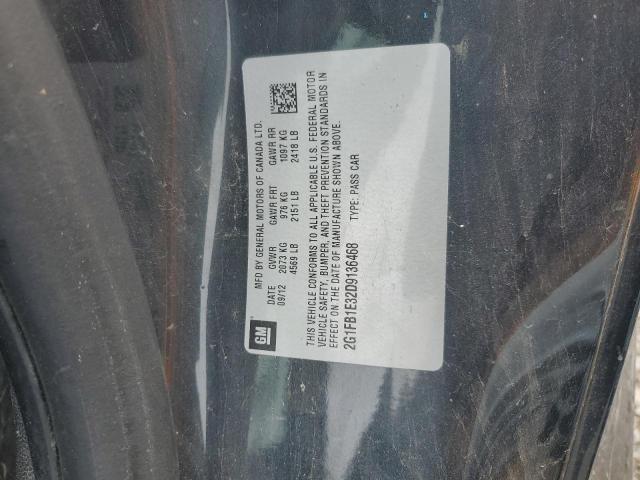 GM
MFD BY GENERAL MOTORS OF CANADA LTD.
DATE GVWR GAWR FRT GAWR RR
09/12 2073 KG 976 KG 1097 KG
4569 LB 2151 LB 2418 LB
THIS VEHICLE CONFORMS TO ALL APPLICABLE U.S. FEDERAL MOTOR
VEHICLE SAFETY, BUMPER, AND THEFT PREVENTION STANDARDS IN
EFFECT ON THE DATE OF MANUFACTURE SHOWN ABOVE.
2G1FB1E32D9136468 TYPE: PASS CAR